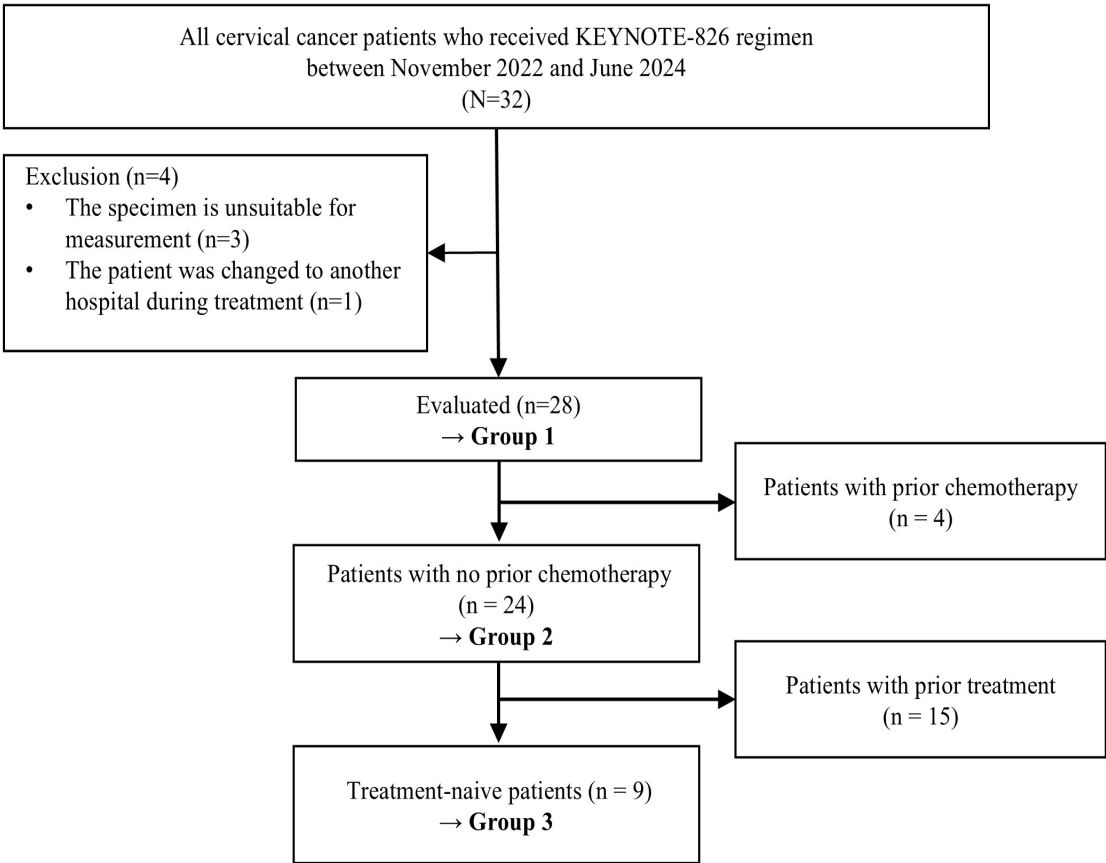 All cervical cancer patients who received KEYNOTE-826 regimen
between November 2022 and June 2024
(N=32)
Exclusion (n=4)
• The specimen is unsuitable for
measurement (n=3)
• The patient was changed to another
hospital during treatment (n=1)
Evaluated (n=28)
→ Group 1
Patients with prior chemotherapy
(n = 4)
Patients with no prior chemotherapy
(n = 24)
→ Group 2
Patients with prior treatment
(n = 15)
Treatment-naive patients (n = 9)
→ Group 3